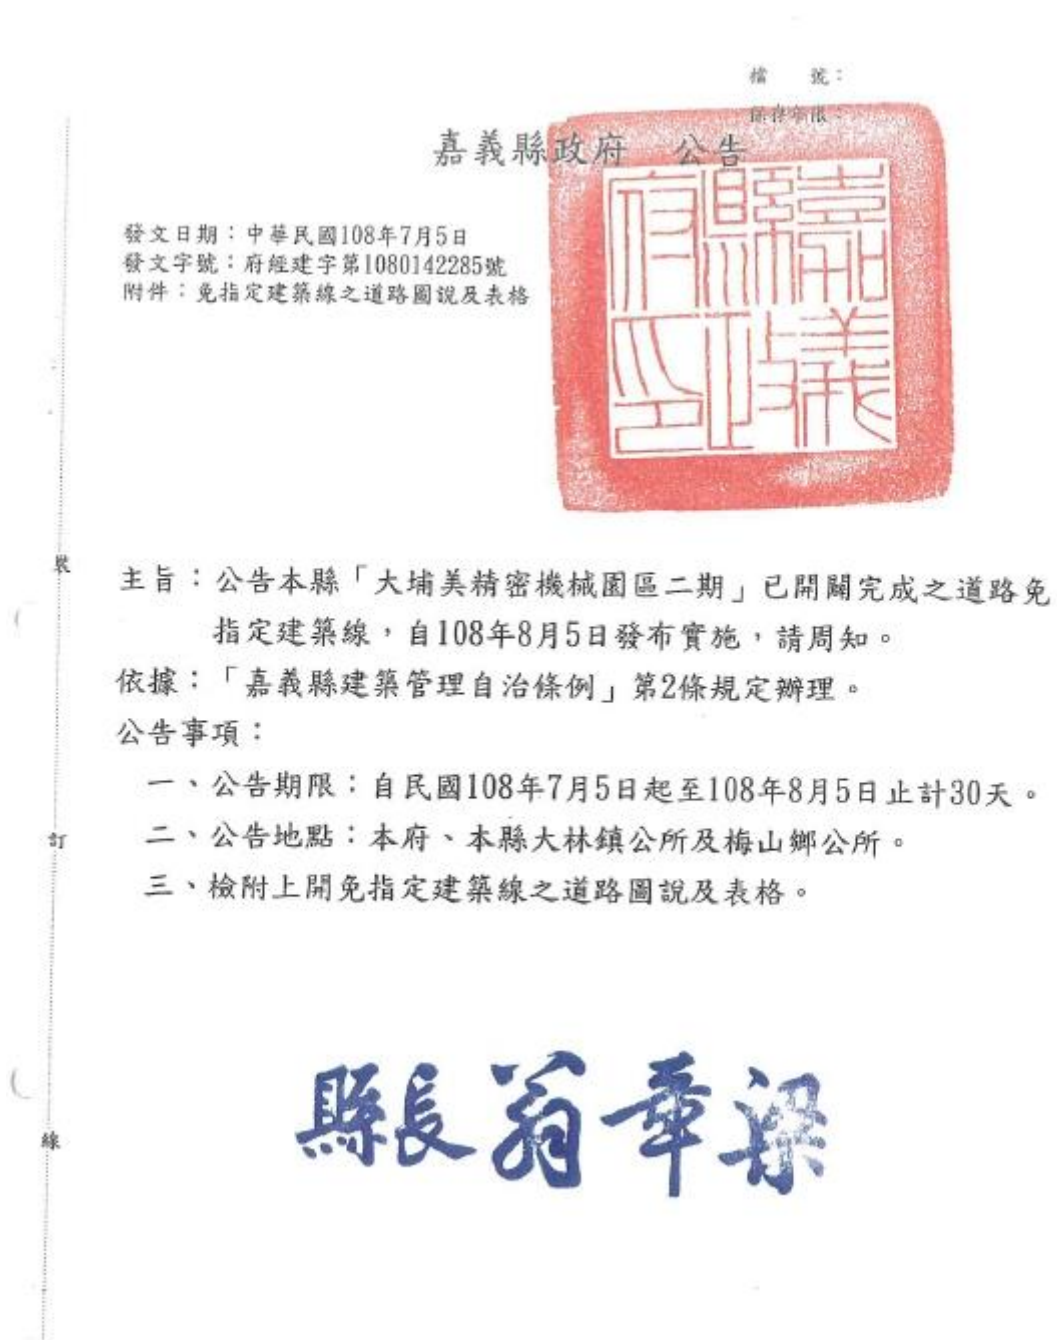 檔　號：
保存年限：
嘉義縣政府　公告
發文日期：中華民國108年7月5日
發文字號：府經建字第1080142285號
附件：免指定建築線之道路圖說及表格
嘉義縣政府印
主旨：公告本縣「大埔美精密機械園區二期」已開闢完成之道路免
指定建築線，自108年8月5日發布實施，請周知。
依據：「嘉義縣建築管理自治條例」第2條規定辦理。
公告事項：
一、公告期限：自民國108年7月5日起至108年8月5日止計30天。
二、公告地點：本府、本縣大林鎮公所及梅山鄉公所。
三、檢附上開免指定建築線之道路圖說及表格。
縣長翁章梁
裝
訂
線